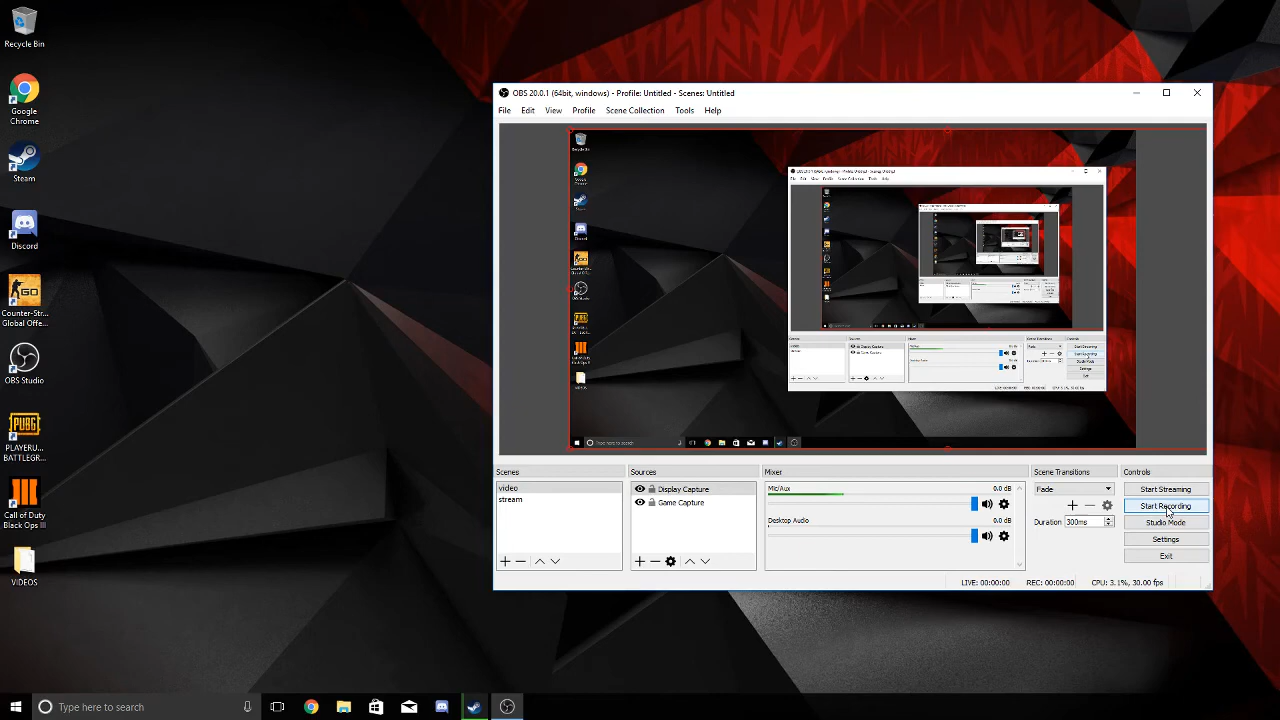 Recycle Bin
Google
Chrome
Steam
Discord
Counter-Str...
Global Offe...
OBS Studio
PLAYERU...
BATTLEGR...
Call of Duty
Black Ops III
VIDEOS
OBS 20.0.1 (64bit, windows) - Profile: Untitled - Scenes: Untitled
File Edit View Profile Scene Collection Tools Help
Scenes
video
stream
Sources
Display Capture
Game Capture
Mixer
Mic/Aux 0.0 dB
Desktop Audio 0.0 dB
Scene Transitions
Fade
Duration 300ms
Controls
Start Streaming
Start Recording
Studio Mode
Settings
Exit
LIVE: 00:00:00 REC: 00:00:00 CPU: 3.1%, 30.00 fps
Type here to search